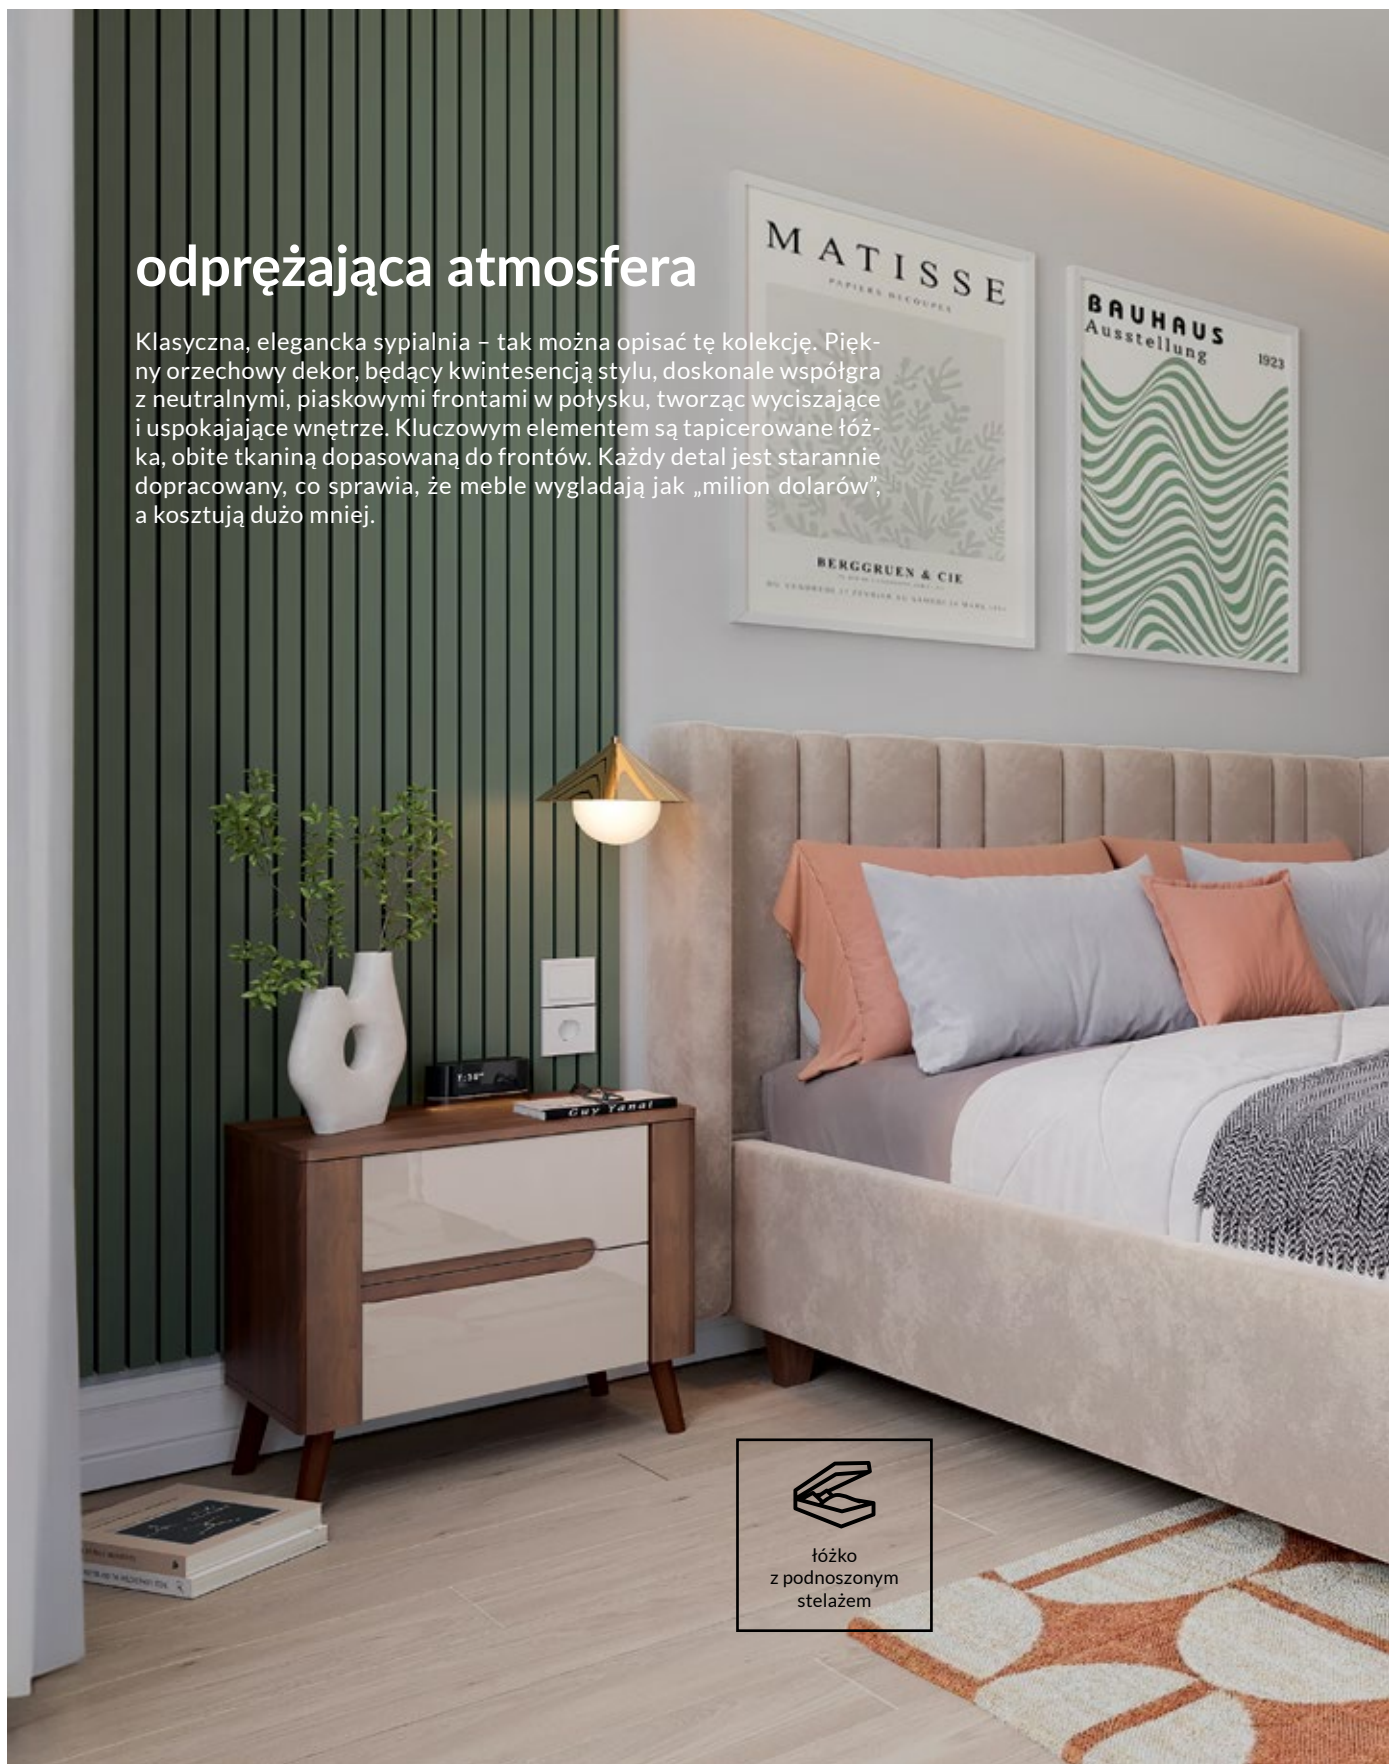 odprężająca atmosfera
Klasyczna, elegancka sypialnia – tak można opisać tę kolekcję. Pięk-
ny orzechowy dekor, będący kwintesencją stylu, doskonale współgra
z neutralnymi, piaskowymi frontami w połysku, tworząc wyciszające
i uspokajające wnętrze. Kluczowym elementem są tapicerowane łóż-
ka, obite tkaniną dopasowaną do frontów. Każdy detal jest starannie
dopracowany, co sprawia, że meble wygladają jak „milion dolarów”,
a kosztują dużo mniej.
MATISSE
PAPIERS DECOUPES
BERGGRUEN & CIE
BAUHAUS
Ausstellung
1923
Guy Yanai
łóżko
z podnoszonym
stelażem